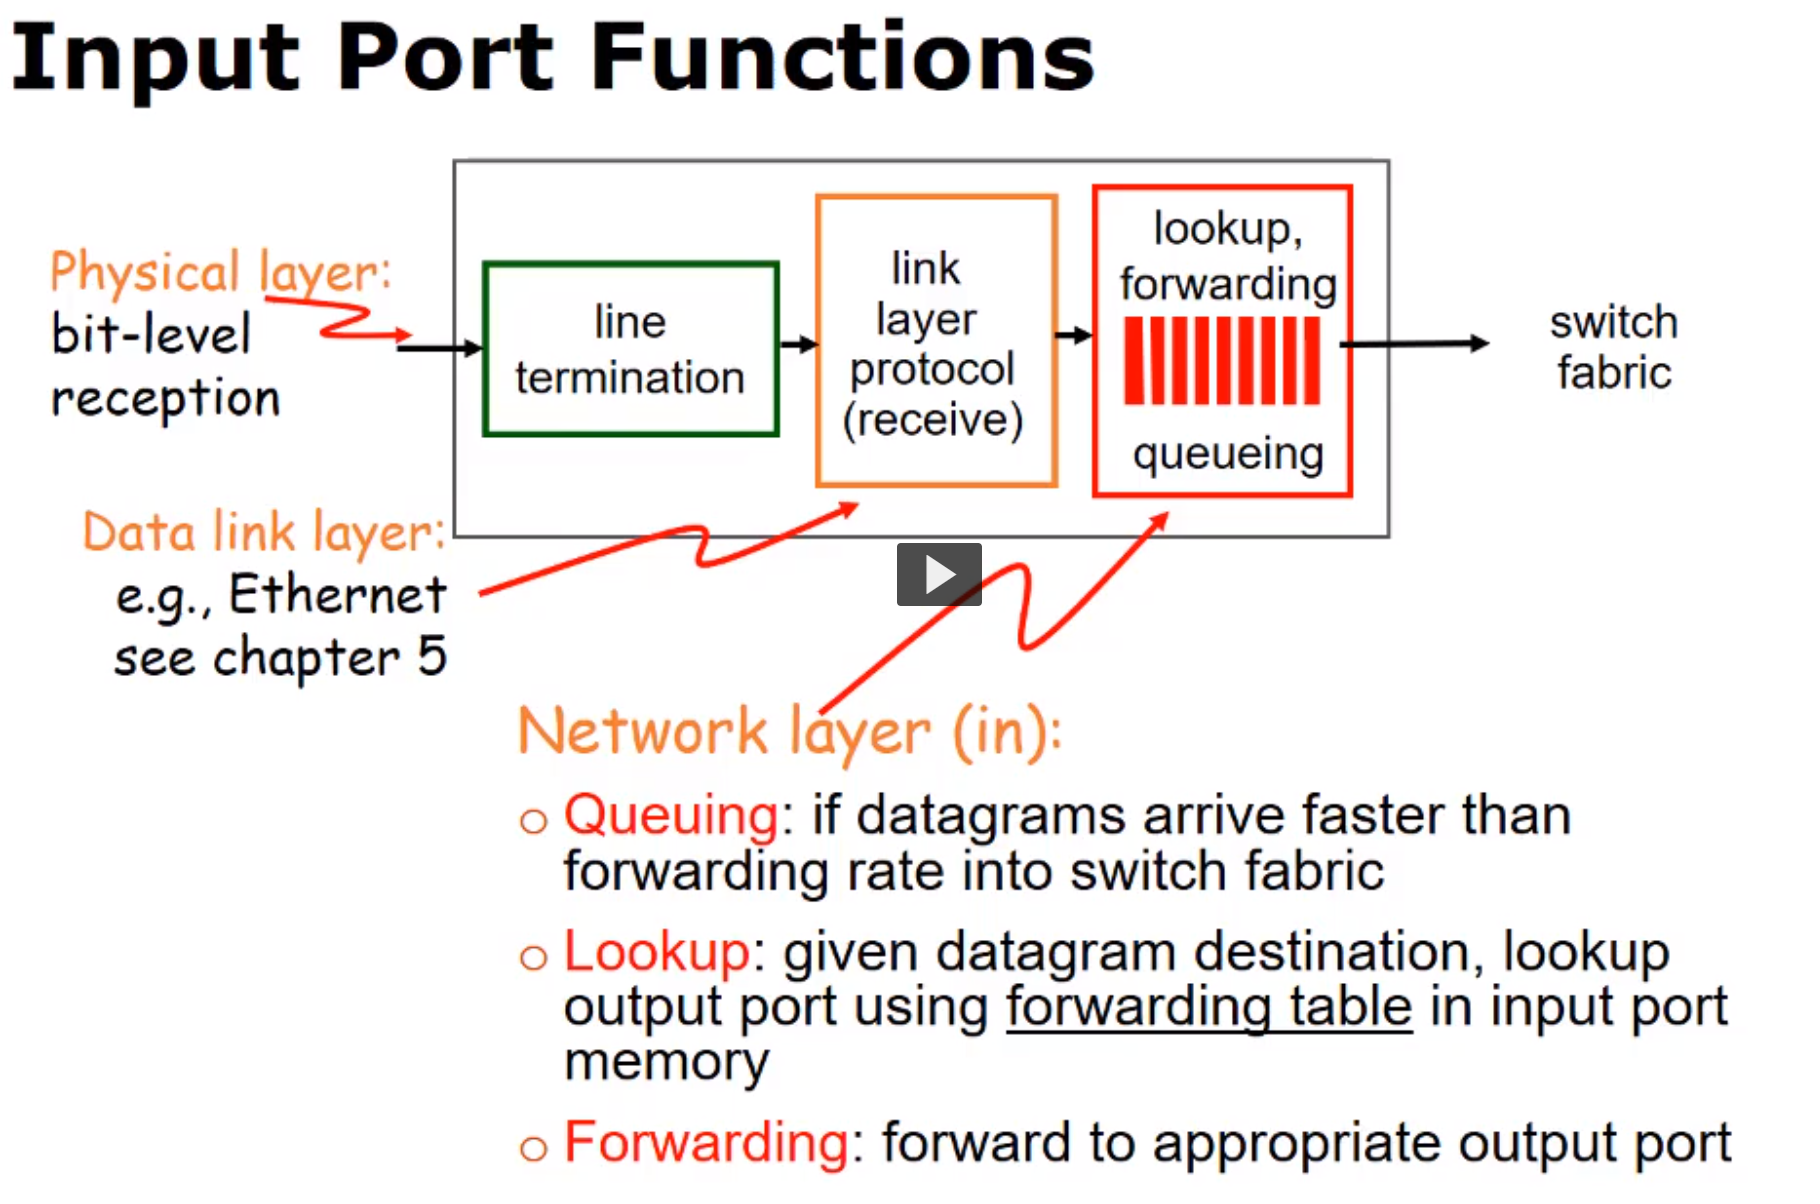 Input Port Functions
Physical layer:
bit-level
reception
line
termination
link
layer
protocol
(receive)
lookup,
forwarding
queueing
switch
fabric
Data link layer:
e.g., Ethernet
see chapter 5
Network layer (in):
o Queuing: if datagrams arrive faster than
forwarding rate into switch fabric
o Lookup: given datagram destination, lookup
output port using forwarding table in input port
memory
o Forwarding: forward to appropriate output port